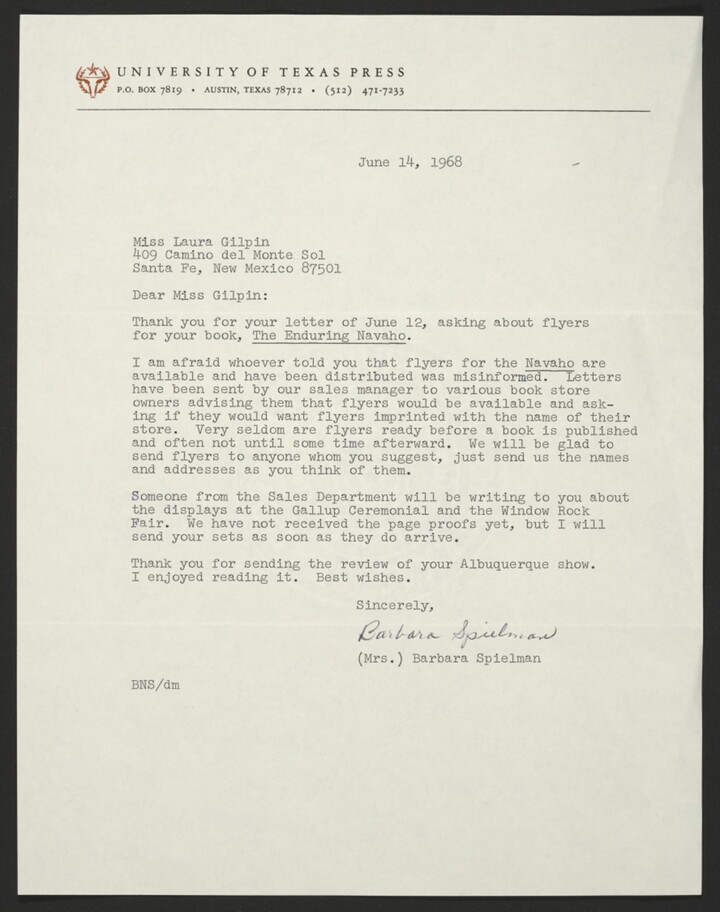 UNIVERSITY OF TEXAS PRESS
P.O. BOX 7819 • AUSTIN, TEXAS 78712 • (512) 471-7233
June 14, 1968
Miss Laura Gilpin
409 Camino del Monte Sol
Santa Fe, New Mexico 87501
Dear Miss Gilpin:
Thank you for your letter of June 12, asking about flyers
for your book, The Enduring Navaho.
I am afraid whoever told you that flyers for the Navaho are
available and have been distributed was misinformed. Letters
have been sent by our sales manager to various book store
owners advising them that flyers would be available and ask-
ing if they would want flyers imprinted with the name of their
store. Very seldom are flyers ready before a book is published
and often not until some time afterward. We will be glad to
send flyers to anyone whom you suggest, just send us the names
and addresses as you think of them.
Someone from the Sales Department will be writing to you about
the displays at the Gallup Ceremonial and the Window Rock
Fair. We have not received the page proofs yet, but I will
send your sets as soon as they do arrive.
Thank you for sending the review of your Albuquerque show.
I enjoyed reading it. Best wishes.
Sincerely,
Barbara Spielman
(Mrs.) Barbara Spielman
BNS/dm